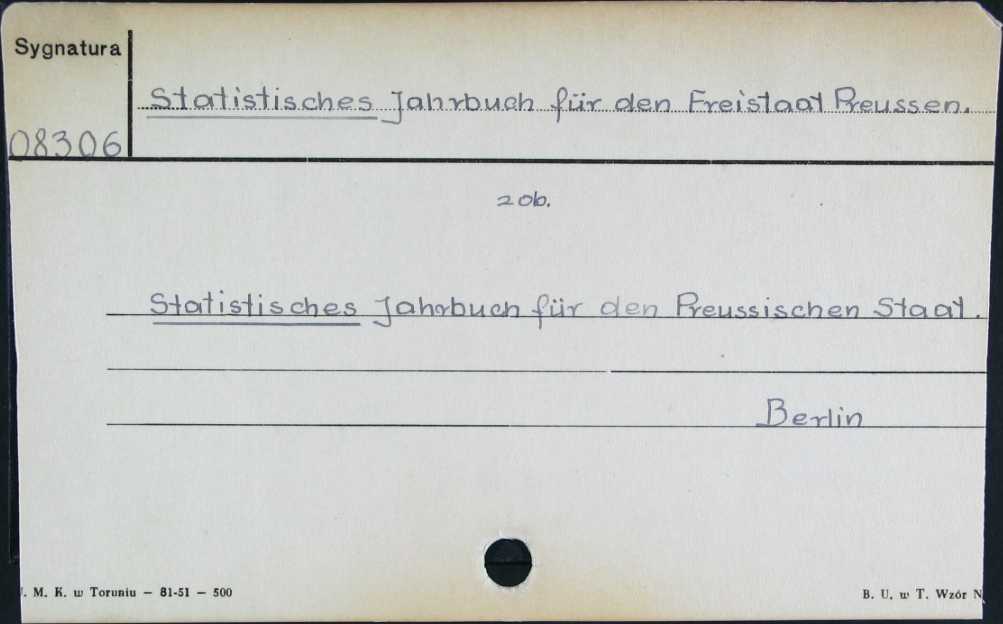 Sygnatura
Statistisches Jahrbuch für den Freistaat Preussen.
08306
z ob.
Statistisches Jahrbuch für den Preussischen Staat.
Berlin
. M. K. w Toruniu — 81-51 — 500
B. U. w T. Wzór N